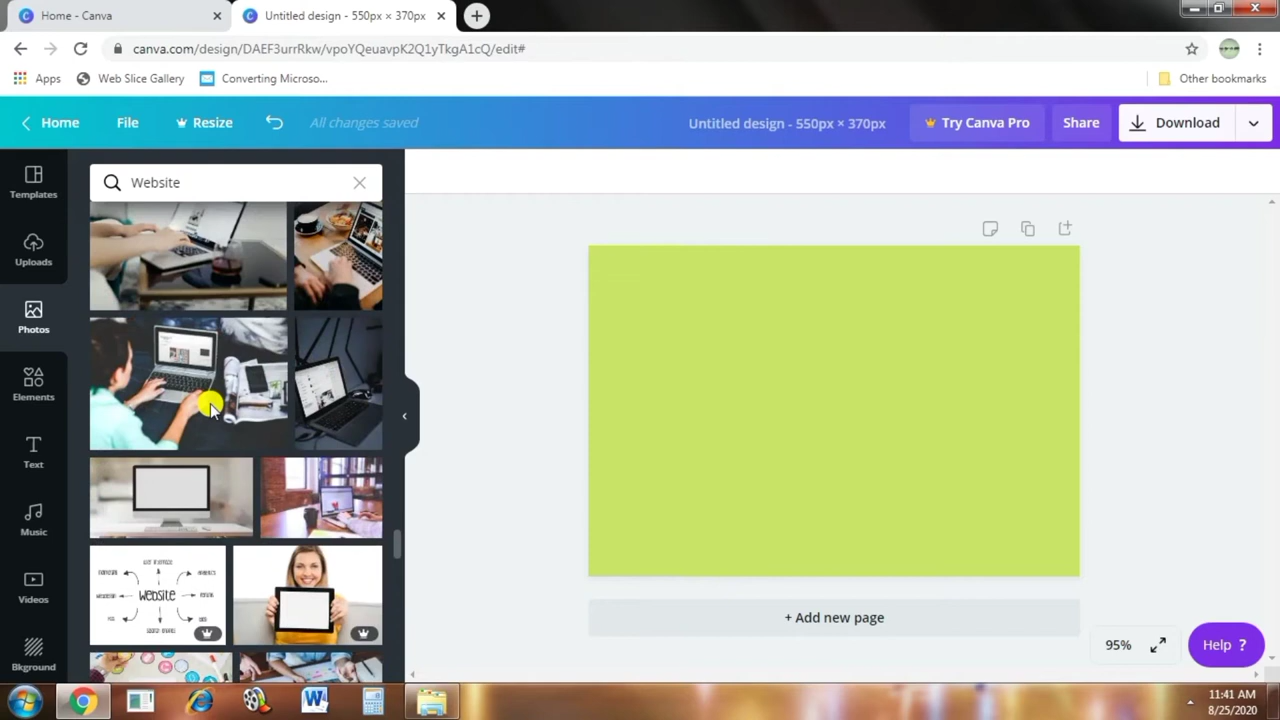 Home - Canva
Untitled design - 550px × 370px
canva.com/design/DAEF3urrRkw/vpoYQeuavpK2Q1yTkgA1cQ/edit#
Apps
Web Slice Gallery
Converting Microso...
Other bookmarks
Home
File
Resize
All changes saved
Untitled design - 550px × 370px
Try Canva Pro
Share
Download
Templates
Uploads
Photos
Elements
Text
Music
Videos
Bkground
Website
website
+ Add new page
95%
Help ?
11:41 AM
8/25/2020